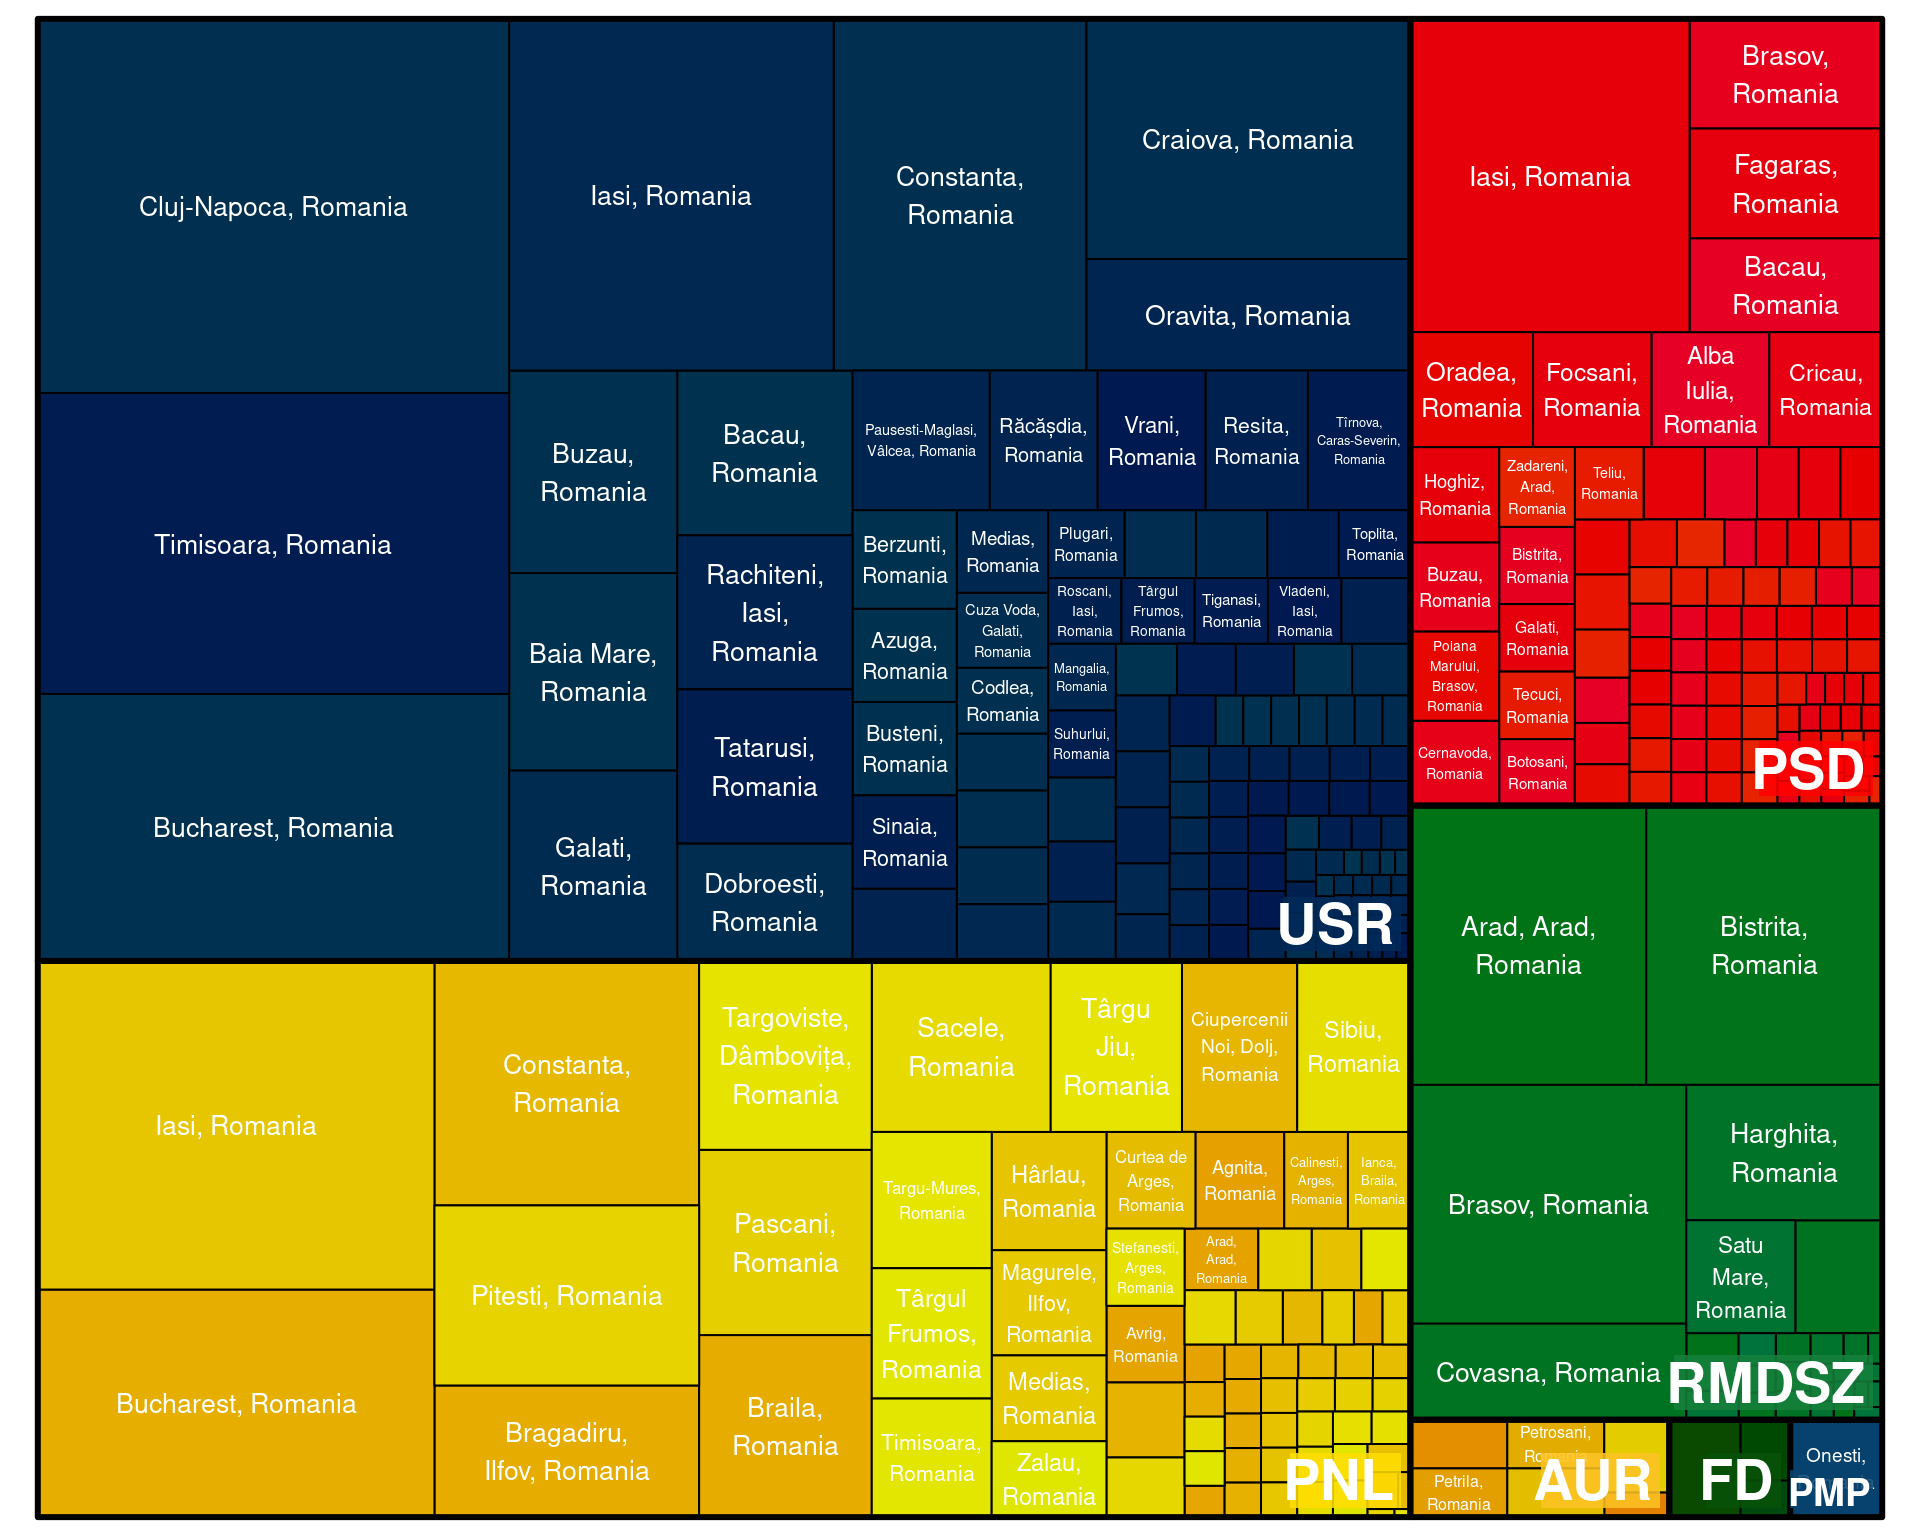 Cluj-Napoca, Romania
Timisoara, Romania
Bucharest, Romania
Iasi, Romania
Constanta,
Romania
Craiova, Romania
Oravita, Romania
Buzau,
Romania
Baia Mare,
Romania
Galati,
Romania
Bacau,
Romania
Rachiteni,
Iasi,
Romania
Tatarusi,
Romania
Dobroesti,
Romania
Pausesti-Maglasi,
Vâlcea, Romania
Răcășdia,
Romania
Vrani,
Romania
Resita,
Romania
Tîrnova,
Caras-Severin,
Romania
Berzunti,
Romania
Azuga,
Romania
Busteni,
Romania
Sinaia,
Romania
Medias,
Romania
Cuza Voda,
Galati,
Romania
Codlea,
Romania
Plugari,
Romania
Toplita,
Romania
Roscani,
Iasi,
Romania
Târgul
Frumos,
Romania
Tiganasi,
Romania
Vladeni,
Iasi,
Romania
Mangalia,
Romania
Suhurlui,
Romania
USR
Iasi, Romania
Brasov,
Romania
Fagaras,
Romania
Bacau,
Romania
Oradea,
Romania
Focsani,
Romania
Alba
Iulia,
Romania
Cricau,
Romania
Hoghiz,
Romania
Buzau,
Romania
Poiana
Marului,
Brasov,
Romania
Cernavoda,
Romania
Zadareni,
Arad,
Romania
Bistrita,
Romania
Galati,
Romania
Tecuci,
Romania
Botosani,
Romania
Teliu,
Romania
PSD
Iasi, Romania
Bucharest, Romania
Constanta,
Romania
Pitesti, Romania
Bragadiru,
Ilfov, Romania
Targoviste,
Dâmbovița,
Romania
Pascani,
Romania
Braila,
Romania
Sacele,
Romania
Târgu
Jiu,
Romania
Ciupercenii
Noi, Dolj,
Romania
Sibiu,
Romania
Targu-Mures,
Romania
Târgul
Frumos,
Romania
Timisoara,
Romania
Hârlau,
Romania
Magurele,
Ilfov,
Romania
Medias,
Romania
Zalau,
Romania
Curtea de
Arges,
Romania
Agnita,
Romania
Calinesti,
Arges,
Romania
Ianca,
Braila,
Romania
Stefanesti,
Arges,
Romania
Arad,
Arad,
Romania
Avrig,
Romania
PNL
Arad, Arad,
Romania
Bistrita,
Romania
Brasov, Romania
Harghita,
Romania
Satu
Mare,
Romania
Covasna, Romania
RMDSZ
Petrosani,
Romania
Petrila,
Romania
AUR
FD
Onesti,
PMP